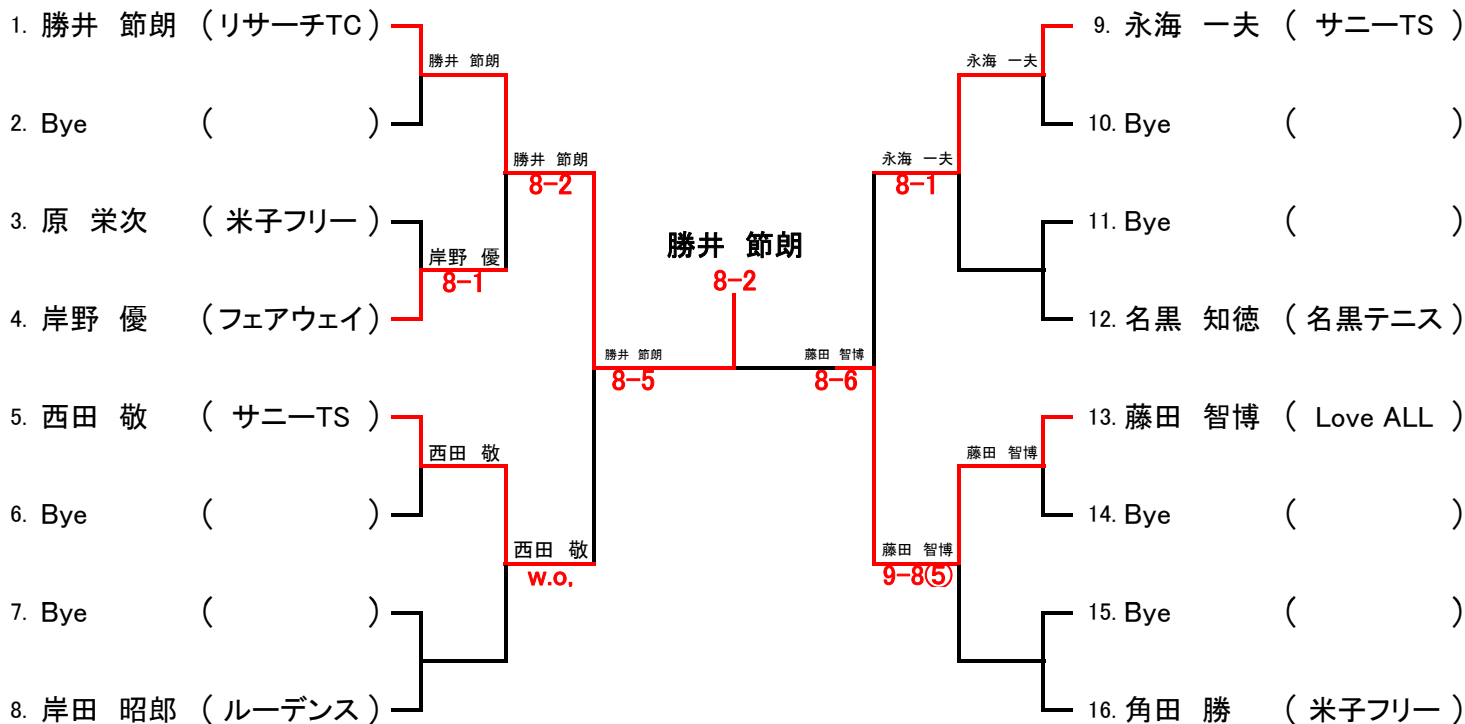 1. 勝井 節朗 ( リサーチTC )
勝井 節朗
2. Bye ( )
勝井 節朗
8-2
3. 原 栄次 ( 米子フリー )
岸野 優
8-1
4. 岸野 優 ( フェアウェイ )
勝井 節朗
8-5
5. 西田 敬 ( サニーTS )
西田 敬
6. Bye ( )
西田 敬
w.o.
7. Bye ( )
8. 岸田 昭郎 ( ルーデンス )
勝井 節朗
8-2
9. 永海 一夫 ( サニーTS )
永海 一夫
10. Bye ( )
永海 一夫
8-1
11. Bye ( )
12. 名黒 知徳 ( 名黒テニス )
藤田 智博
8-6
13. 藤田 智博 ( Love ALL )
藤田 智博
14. Bye ( )
藤田 智博
9-8⑤
15. Bye ( )
16. 角田 勝 ( 米子フリー )